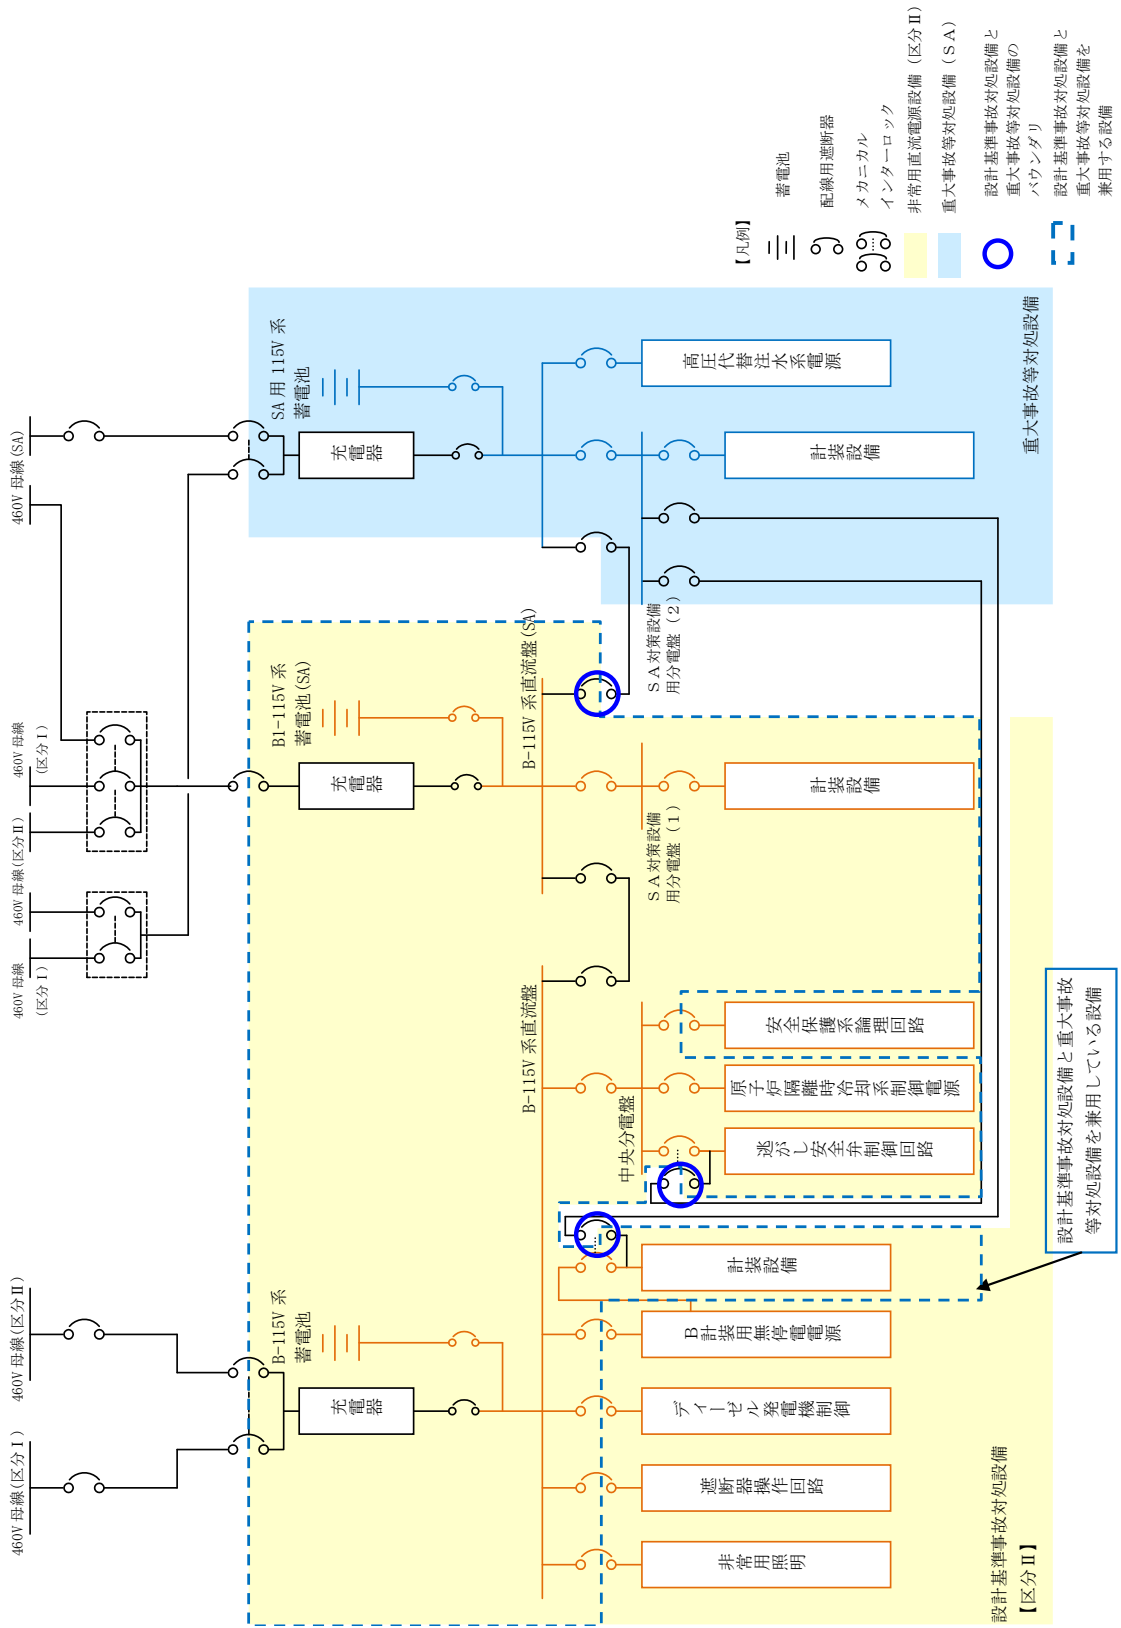 460V 母線(区分Ⅰ)
460V 母線(区分Ⅱ)
460V 母線
(区分Ⅰ)
460V 母線(区分Ⅱ)
460V 母線
(区分Ⅰ)
460V 母線(SA)
B-115V 系
蓄電池
充電器
B1-115V 系
蓄電池(SA)
充電器
SA 用 115V 系
蓄電池
充電器
B-115V 系直流盤
B-115V 系直流盤(SA)
中央分電盤
SA対策設備
用分電盤（1）
SA対策設備
用分電盤（2）
非常用照明
遮断器操作回路
ディーゼル発電機制御
B計装用無停電電源
計装設備
逃がし安全弁制御回路
原子炉隔離時冷却系制御電源
安全保護系論理回路
計装設備
計装設備
高圧代替注水系電源
設計基準事故対処設備
【区分Ⅱ】
重大事故等対処設備
設計基準事故対処設備と重大事故
等対処設備を兼用している設備
【凡例】
蓄電池
配線用遮断器
メカニカル
インターロック
非常用直流電源設備（区分Ⅱ）
重大事故等対処設備（SA）
設計基準事故対処設備と
重大事故等対処設備の
バウンダリ
設計基準事故対処設備と
重大事故等対処設備を
兼用する設備